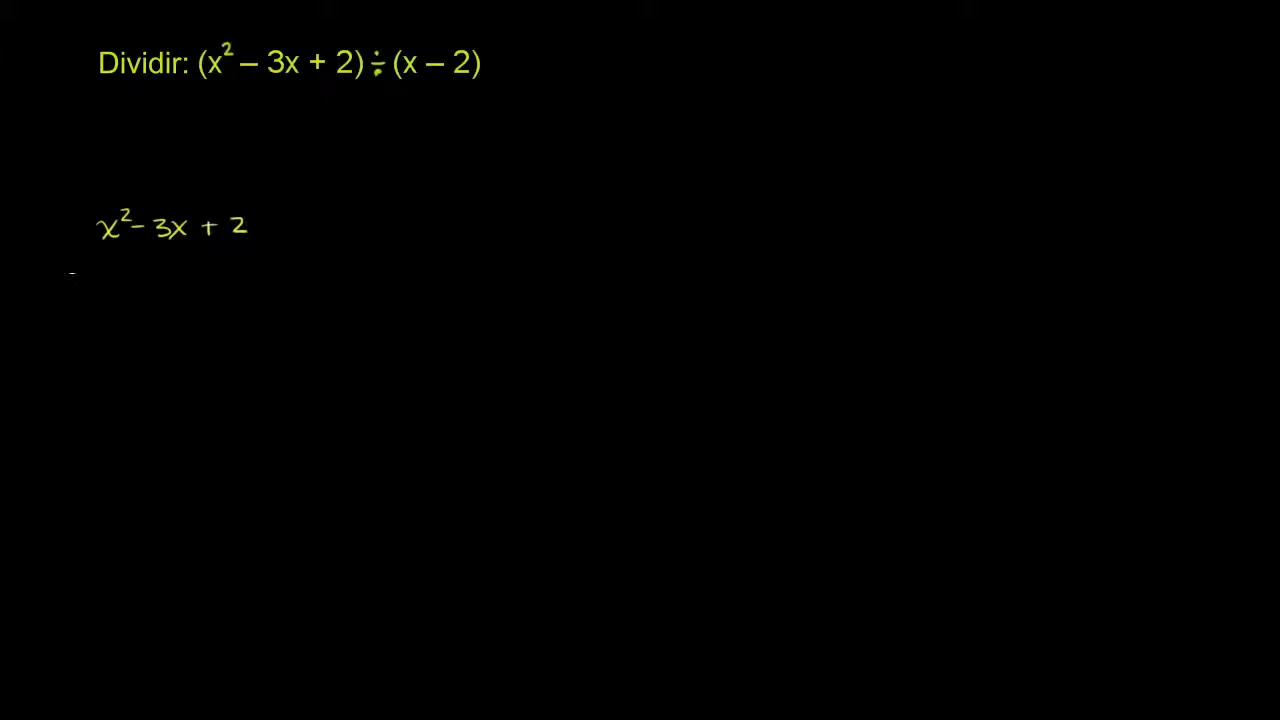 Dividir: (x² – 3x + 2) ÷ (x – 2)
x² - 3x + 2